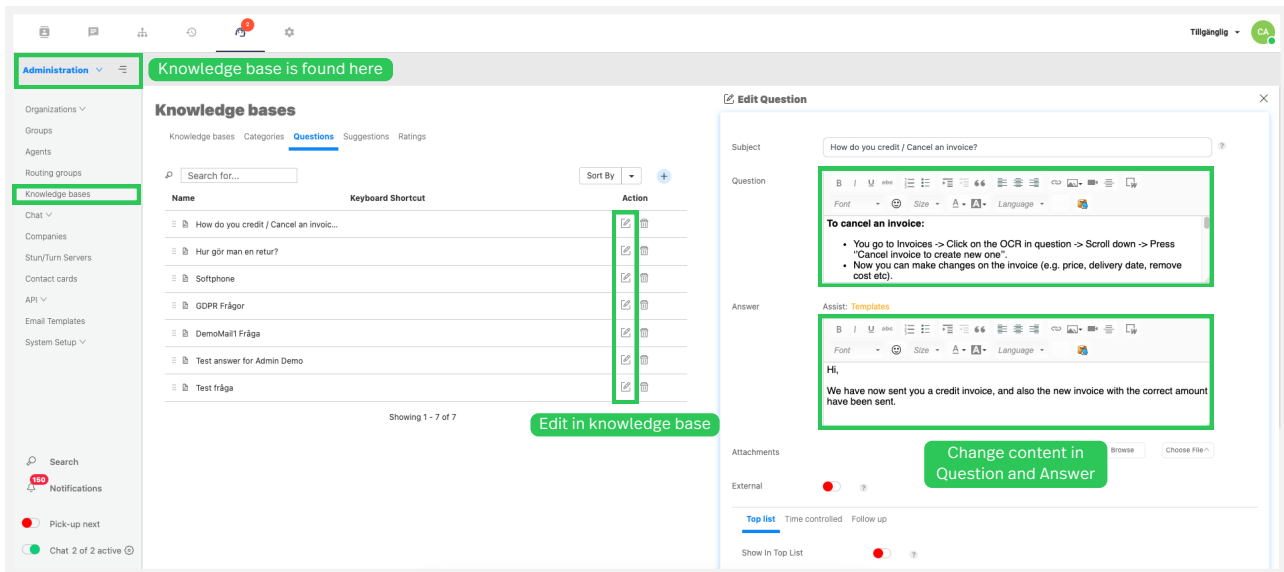 2
Tillgänglig
CA
Administration
Knowledge base is found here
Organizations
Groups
Agents
Routing groups
Knowledge bases
Chat
Companies
Stun/Turn Servers
Contact cards
API
Email Templates
System Setup
Search
150
Notifications
Pick-up next
Chat 2 of 2 active
Knowledge bases
Knowledge bases Categories Questions Suggestions Ratings
Search for...
Sort By
+
Name Keyboard Shortcut Action
How do you credit / Cancel an invoic...
Hur gör man en retur?
Softphone
GDPR Frågor
DemoMail1 Fråga
Test answer for Admin Demo
Test fråga
Showing 1 - 7 of 7
Edit in knowledge base
Edit Question
Subject
How do you credit / Cancel an invoice?
?
Question
B I U abc
Font Size A A Language
To cancel an invoice:
• You go to Invoices -> Click on the OCR in question -> Scroll down -> Press
"Cancel invoice to create new one".
• Now you can make changes on the invoice (e.g. price, delivery date, remove
cost etc).
Answer
Assist: Templates
B I U abc
Font Size A A Language
Hi,
We have now sent you a credit invoice, and also the new invoice with the correct amount
have been sent.
Attachments
Browse
Choose File
Change content in
Question and Answer
External
?
Top list Time controlled Follow up
Show In Top List
?